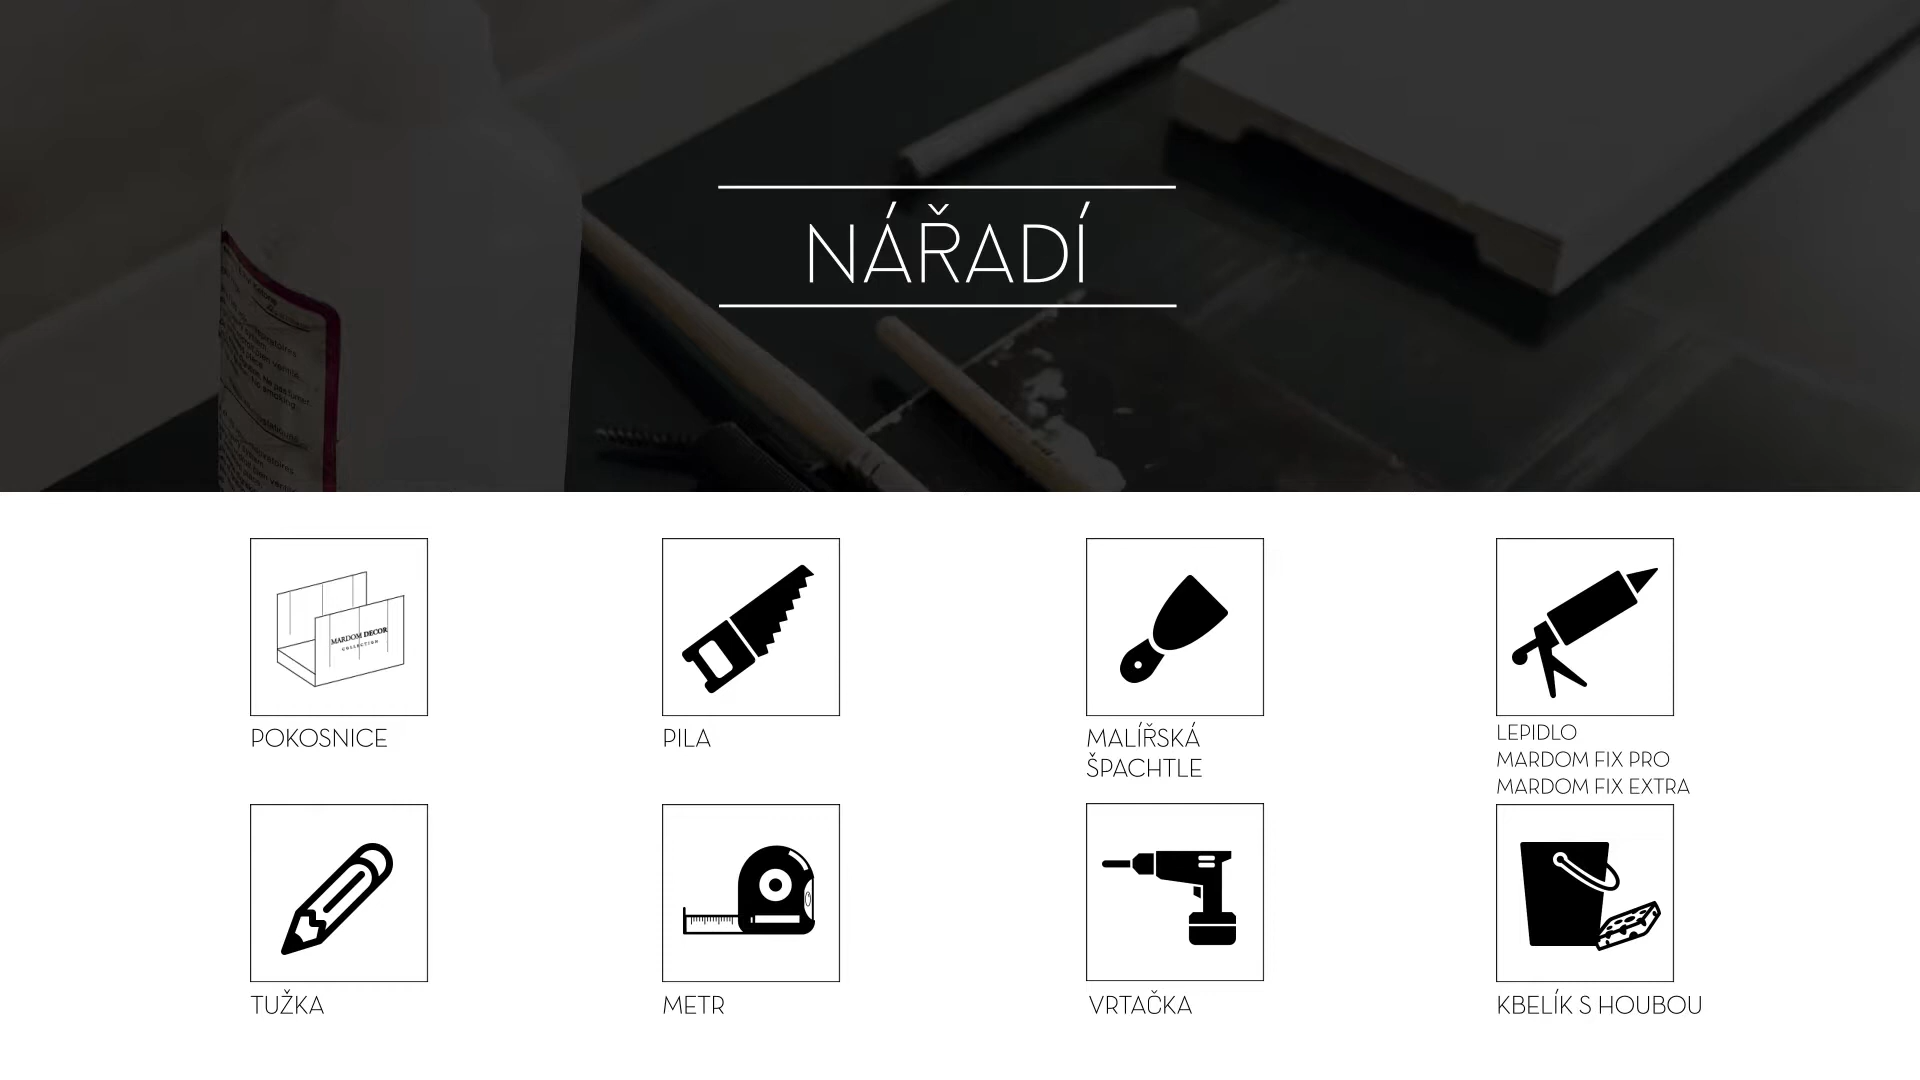 NÁŘADÍ
MARDOM DECOR
COLLECTION
POKOSNICE
PILA
MALÍŘSKÁ
ŠPACHTLE
LEPIDLO
MARDOM FIX PRO
MARDOM FIX EXTRA
TUŽKA
METR
VRTAČKA
KBELÍK S HOUBOU